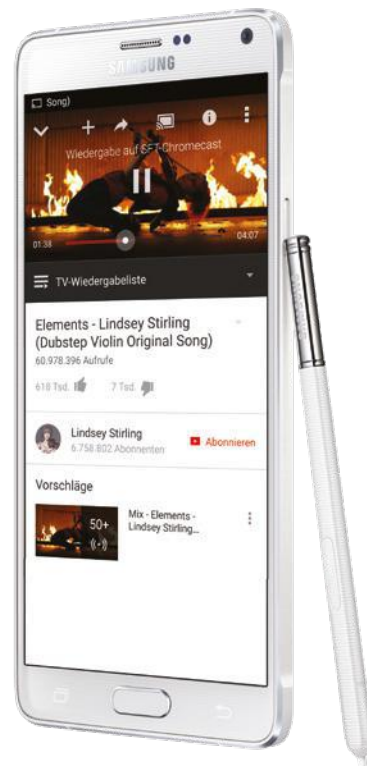 SAMSUNG
Song)
Wiedergabe auf SFT-Chromecast
01:38
04:07
TV-Wiedergabeliste
Elements - Lindsey Stirling
(Dubstep Violin Original Song)
60.978.396 Aufrufe
618 Tsd.
7 Tsd.
Lindsey Stirling
6.758.802 Abonnenten
Abonnieren
Vorschläge
50+
Mix - Elements -
Lindsey Stirling...
SAMSUNG